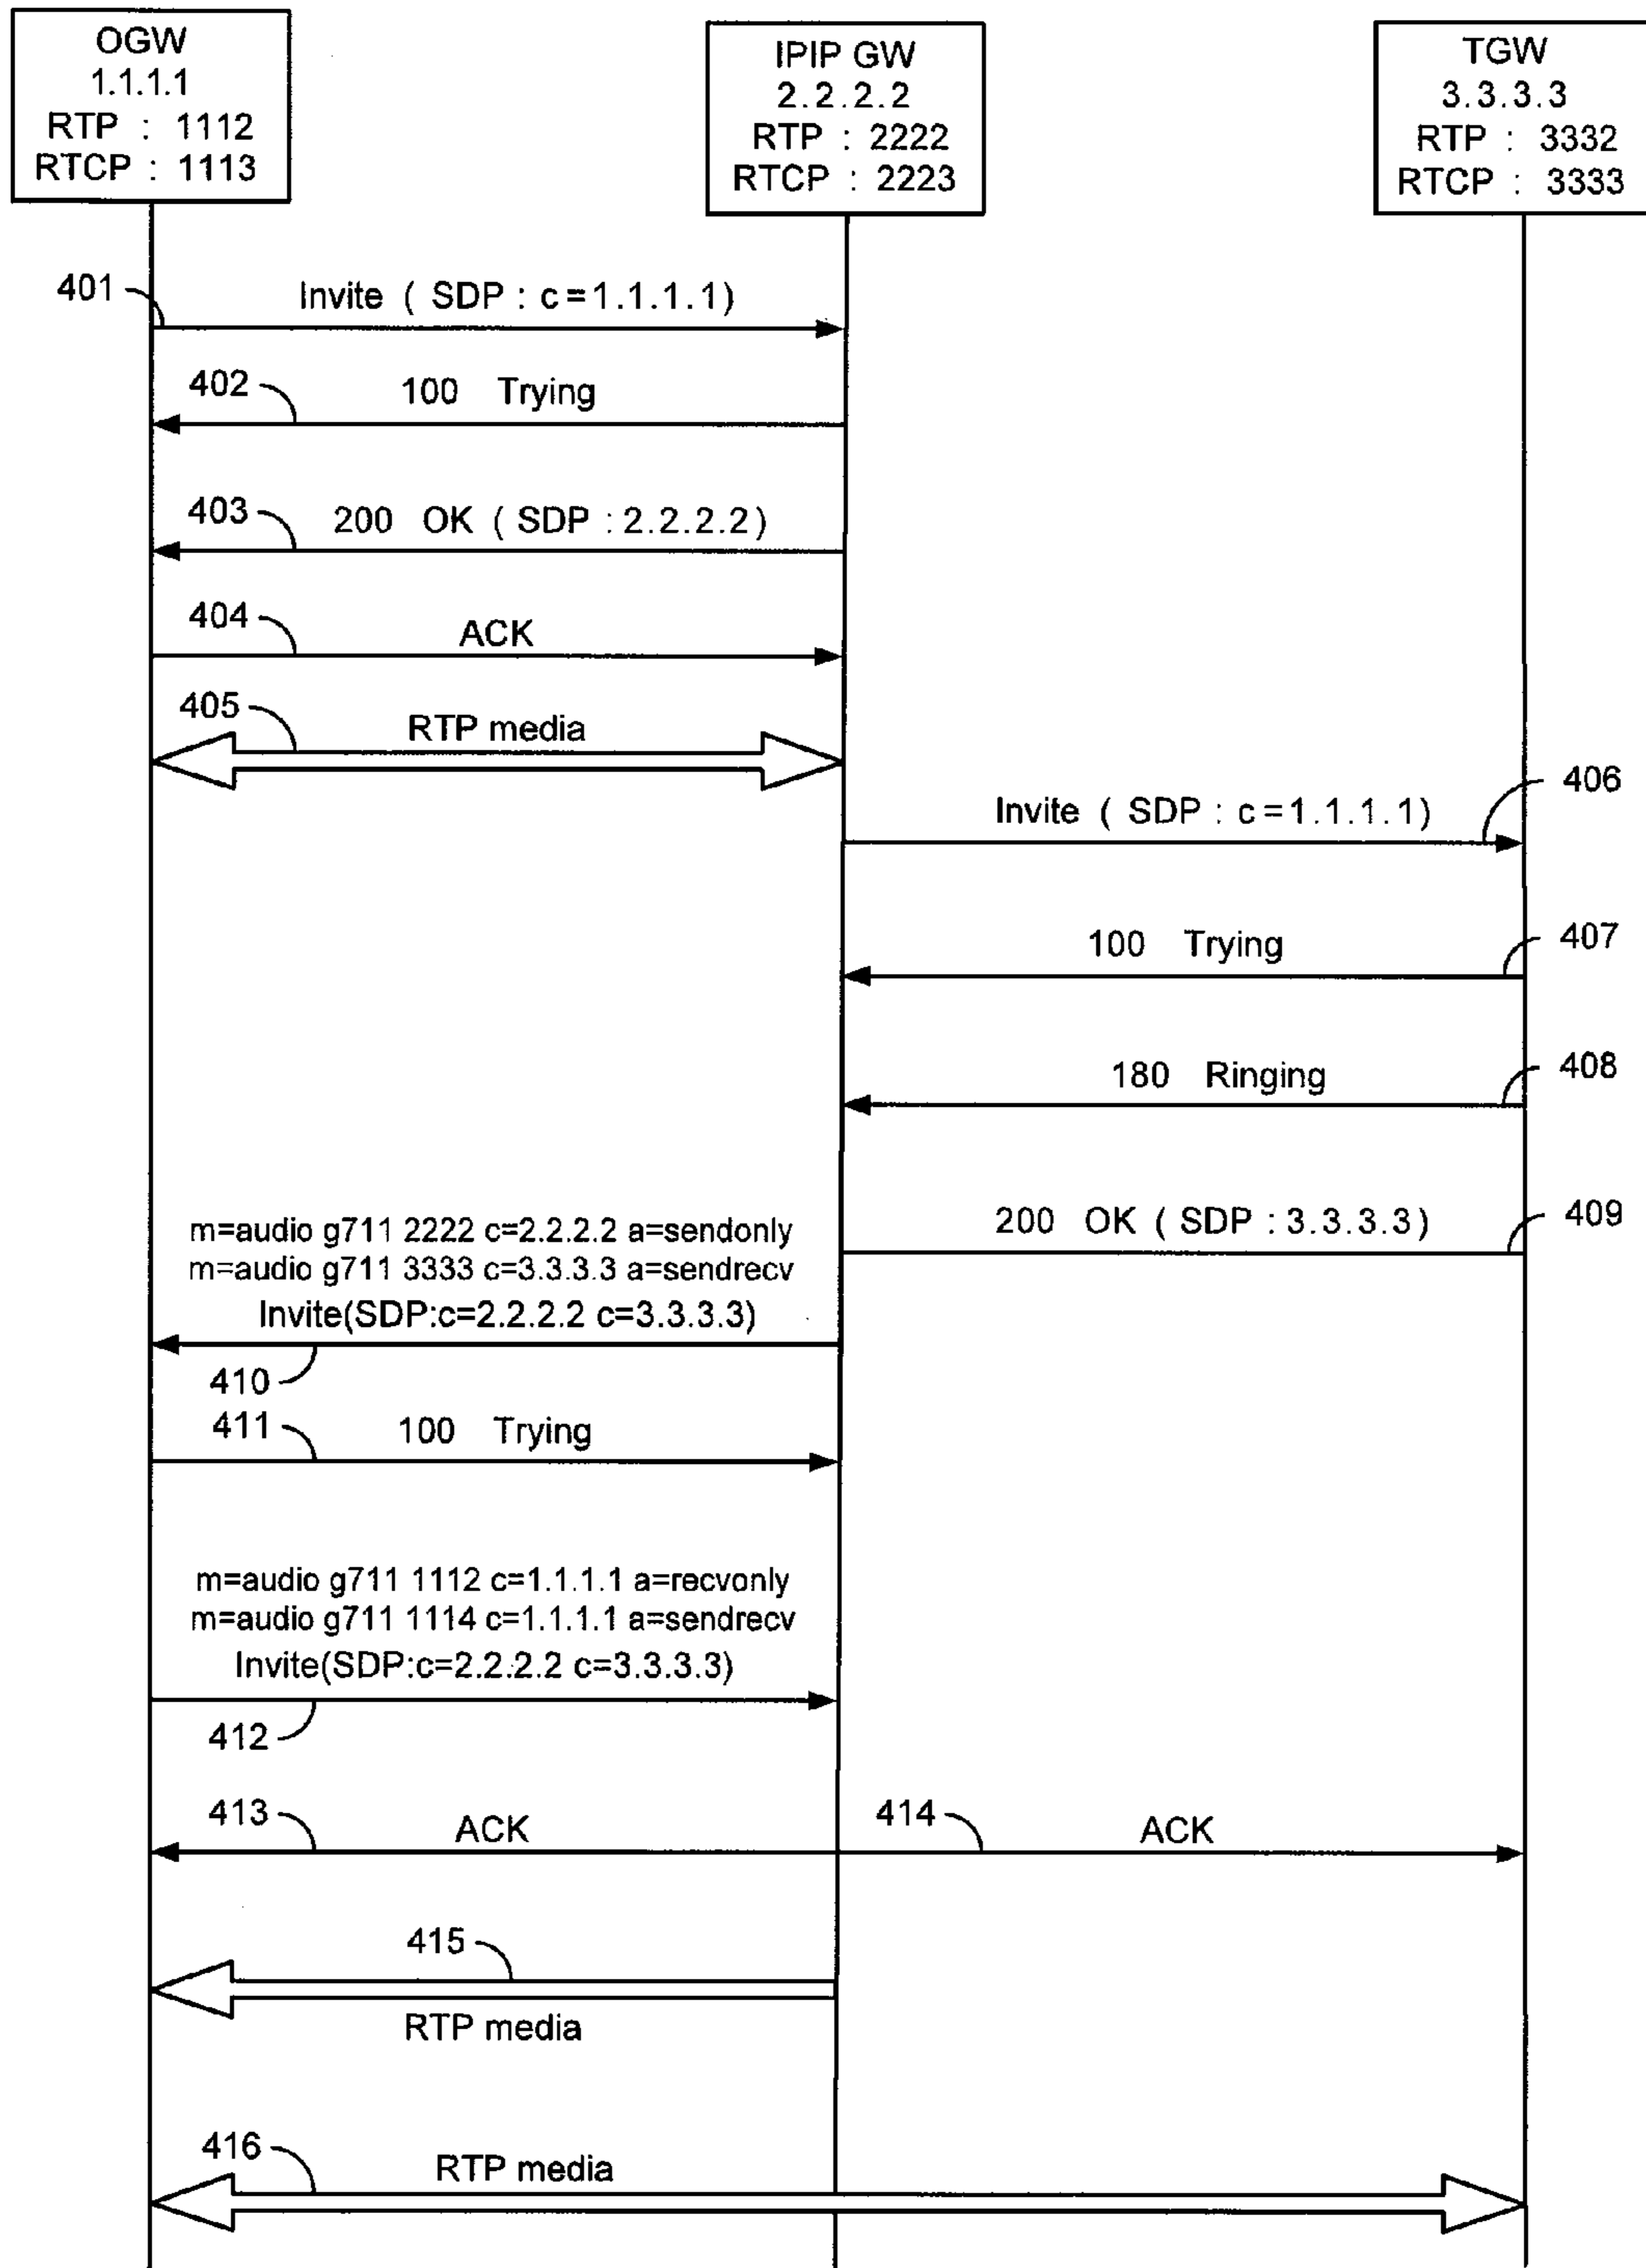 OGW
1.1.1.1
RTP : 1112
RTCP : 1113
IPIP GW
2.2.2.2
RTP : 2222
RTCP : 2223
TGW
3.3.3.3
RTP : 3332
RTCP : 3333
401
Invite ( SDP : c=1.1.1.1)
402
100 Trying
403
200 OK ( SDP : 2.2.2.2)
404
ACK
405
RTP media
406
Invite ( SDP : c=1.1.1.1)
407
100 Trying
408
180 Ringing
409
200 OK ( SDP : 3.3.3.3)
m=audio g711 2222 c=2.2.2.2 a=sendonly
m=audio g711 3333 c=3.3.3.3 a=sendrecv
Invite(SDP:c=2.2.2.2 c=3.3.3.3)
410
411
100 Trying
m=audio g711 1112 c=1.1.1.1 a=recvonly
m=audio g711 1114 c=1.1.1.1 a=sendrecv
Invite(SDP:c=2.2.2.2 c=3.3.3.3)
412
413
ACK
414
ACK
415
RTP media
416
RTP media